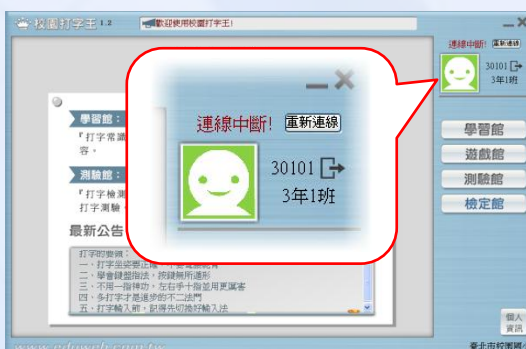 校園打字王 1.2
歡迎使用校園打字王!
連線中斷! 重新連線
30101
3年1班
連線中斷! 重新連線
30101
3年1班
學習館
遊戲館
測驗館
檢定館
學習館：
『打字常識
容，
測驗館：
『打字檢測
打字測驗，
最新公告
打字的要領：
一、打字坐姿要正確，
二、學會鍵盤指法，按鍵無所遁形
三、不用一指神功，左右手十指並用更厲害
四、多打字才是進步的不二法門
五、打字輸入前，記得先切換好輸入法
個人
資訊
臺北市校園國小